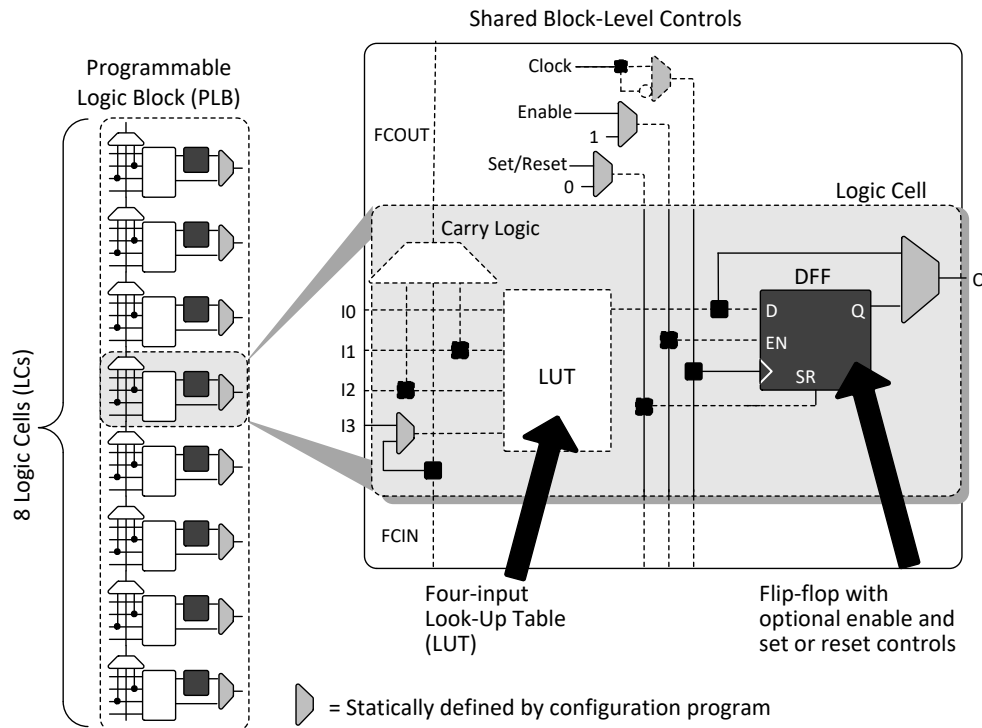 Shared Block-Level Controls
Programmable
Logic Block (PLB)
8 Logic Cells (LCs)
Clock
Enable
1
FCOUT
Set/Reset
0
Logic Cell
Carry Logic
DFF
O
I0
I1
I2
I3
LUT
D
Q
EN
SR
FCIN
Four-input
Look-Up Table
(LUT)
Flip-flop with
optional enable and
set or reset controls
= Statically defined by configuration program